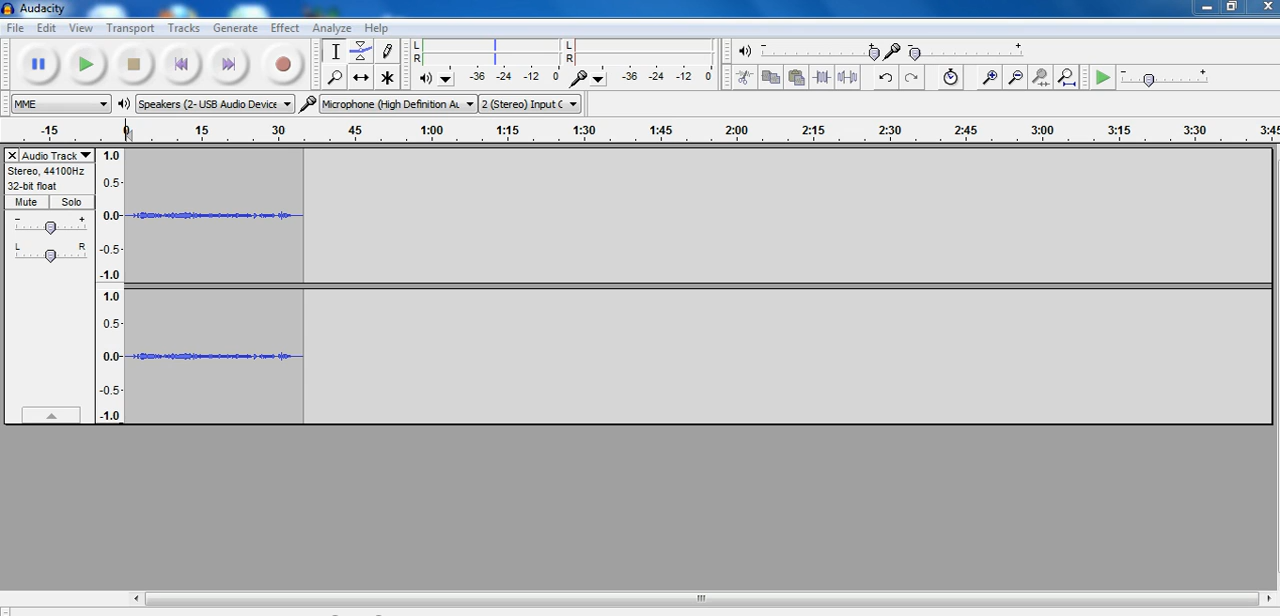 Audacity
File Edit View Transport Tracks Generate Effect Analyze Help
L L
R R
-36 -24 -12 0 -36 -24 -12 0
MME Speakers (2- USB Audio Device Microphone (High Definition Au 2 (Stereo) Input C
-15 0 15 30 45 1:00 1:15 1:30 1:45 2:00 2:15 2:30 2:45 3:00 3:15 3:30 3:45
Audio Track 1.0
Stereo, 44100Hz
32-bit float 0.5
Mute Solo
- + 0.0
L R -0.5
-1.0
1.0
0.5
0.0
-0.5
-1.0